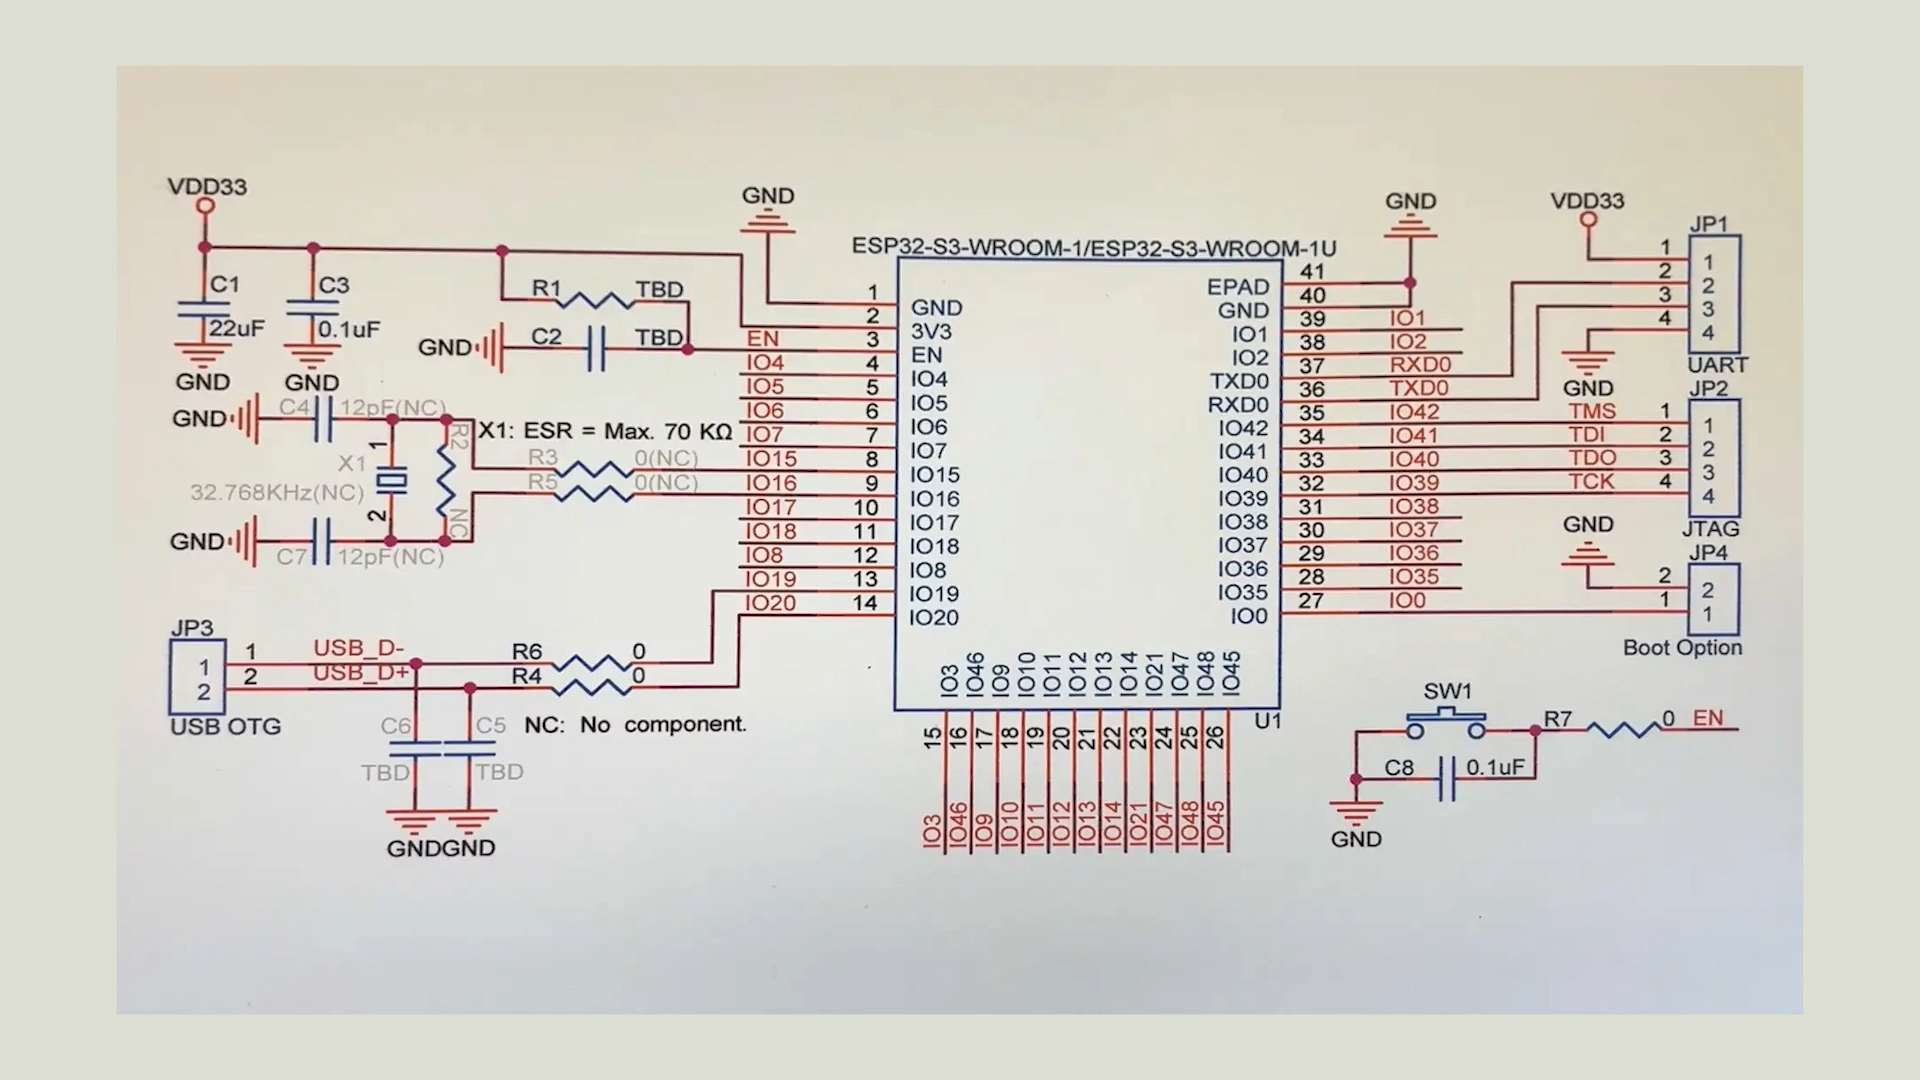 VDD33
GND
GND
VDD33
JP1
ESP32-S3-WROOM-1/ESP32-S3-WROOM-1U
C1
22uF
GND
C3
0.1uF
GND
R1
TBD
GND
C2
TBD
EN
IO4
IO5
IO6
IO7
IO15
IO16
IO17
IO18
IO8
IO19
IO20
1
2
3
4
5
6
7
8
9
10
11
12
13
14
GND
3V3
EN
IO4
IO5
IO6
IO7
IO15
IO16
IO17
IO18
IO8
IO19
IO20
EPAD
GND
IO1
IO2
TXD0
RXD0
IO42
IO41
IO40
IO39
IO38
IO37
IO36
IO35
IO0
41
40
39
38
37
36
35
34
33
32
31
30
29
28
27
IO1
IO2
RXD0
TXD0
IO42
IO41
IO40
IO39
IO38
IO37
IO36
IO35
IO0
1
2
3
4
1
2
3
4
UART
GND
JP2
TMS
TDI
TDO
TCK
1
2
3
4
1
2
3
4
JTAG
GND
JP4
2
1
2
1
Boot Option
GND
C4
12pF(NC)
1
X1
32.768KHz(NC)
2
R2
NC
GND
C7
12pF(NC)
X1: ESR = Max. 70 KΩ
R3
0(NC)
R5
0(NC)
JP3
1
2
1
2
USB OTG
USB_D-
USB_D+
R6
0
R4
0
C6
TBD
C5
TBD
GND
GND
NC: No component.
IO3
IO46
IO9
IO10
IO11
IO12
IO13
IO14
IO21
IO47
IO48
IO45
U1
15
16
17
18
19
20
21
22
23
24
25
26
IO3
IO46
IO9
IO10
IO11
IO12
IO13
IO14
IO21
IO47
IO48
IO45
SW1
R7
0
EN
C8
0.1uF
GND